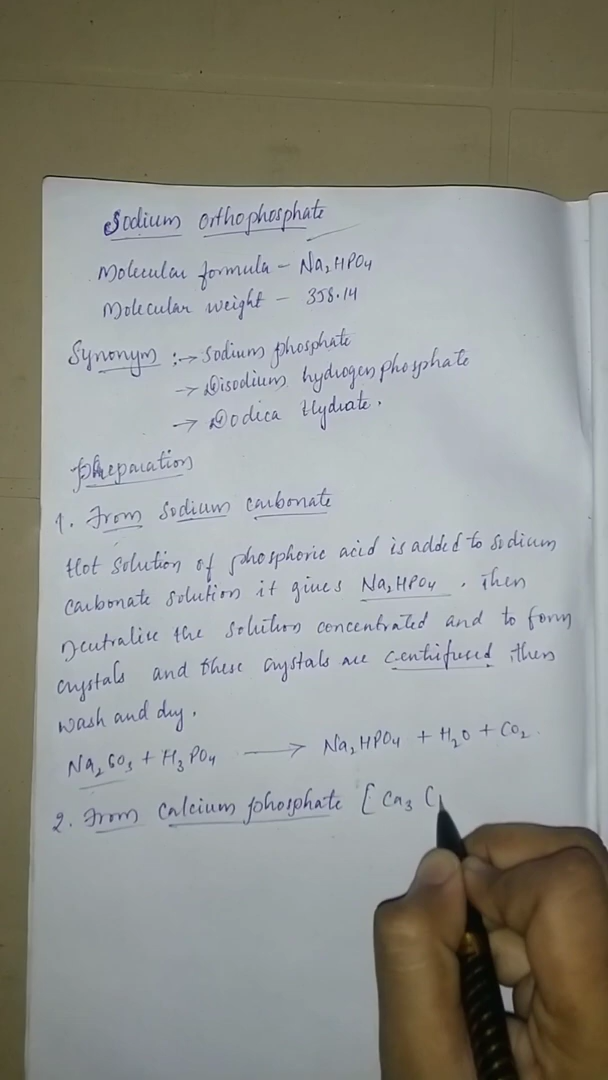 Sodium Orthophosphate
Molecular formula - Na2HPO4
Molecular weight - 358.14
Synonym :→ Sodium phosphate
→ Disodium hydrogen phosphate
→ Dodica Hydrate.
Preparation
1. From Sodium carbonate
Hot solution of phosphoric acid is added to sodium
carbonate solution it gives Na2HPO4. Then
neutralise the solution concentrated and to form
crystals and these crystals are centrifused then
wash and dry.
Na2CO3 + H3PO4 → Na2HPO4 + H2O + CO2.
2. From Calcium phosphate [Ca3 (